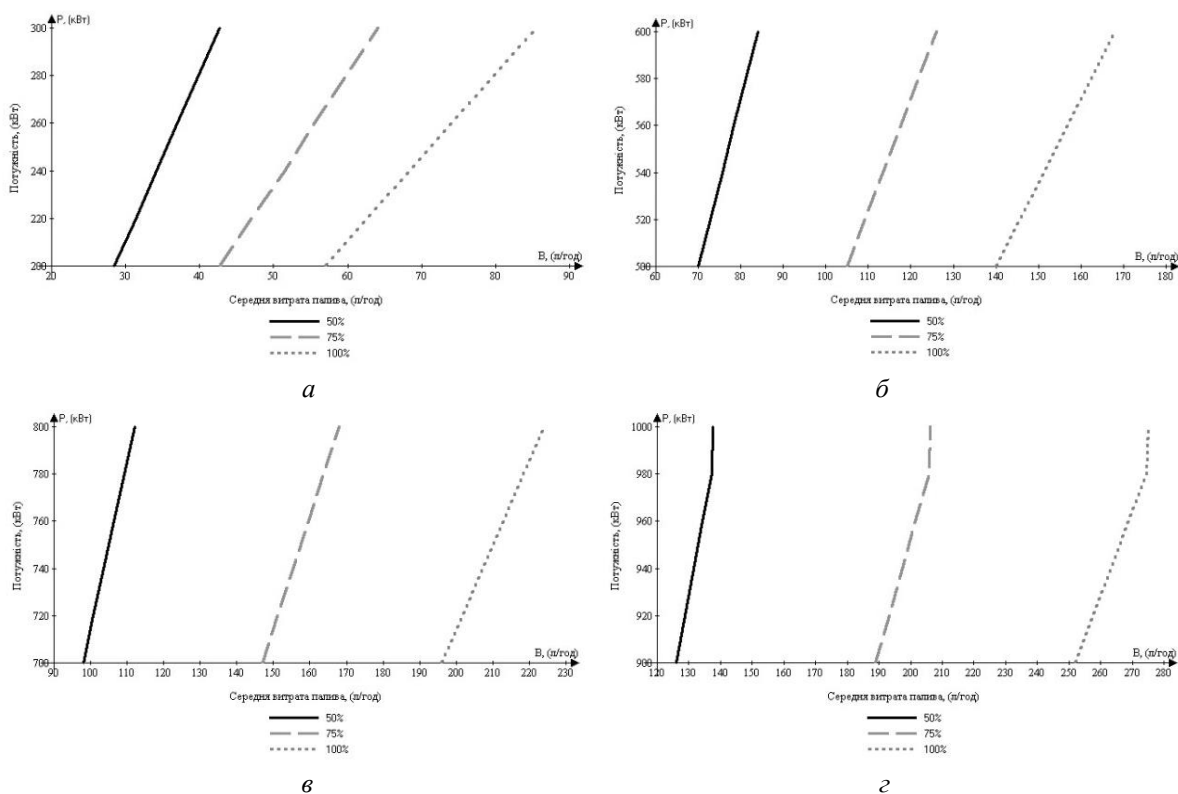 P, (кВт)
300
280
260
240
220
200
Потужність, (кВт)
20 30 40 50 60 70 80 90
B, (л/год)
Середня витрата палива, (л/год)
50%
75%
100%
а
P, (кВт)
600
580
560
540
520
500
Потужність, (кВт)
60 70 80 90 100 110 120 130 140 150 160 170 180
B, (л/год)
Середня витрата палива, (л/год)
50%
75%
100%
б
P, (кВт)
800
780
760
740
720
700
Потужність, (кВт)
90 100 110 120 130 140 150 160 170 180 190 200 210 220 230
B, (л/год)
Середня витрата палива, (л/год)
50%
75%
100%
в
P, (кВт)
1000
980
960
940
920
900
Потужність, (кВт)
120 130 140 150 160 170 180 190 200 210 220 230 240 250 260 270 280
B, (л/год)
Середня витрата палива, (л/год)
50%
75%
100%
г